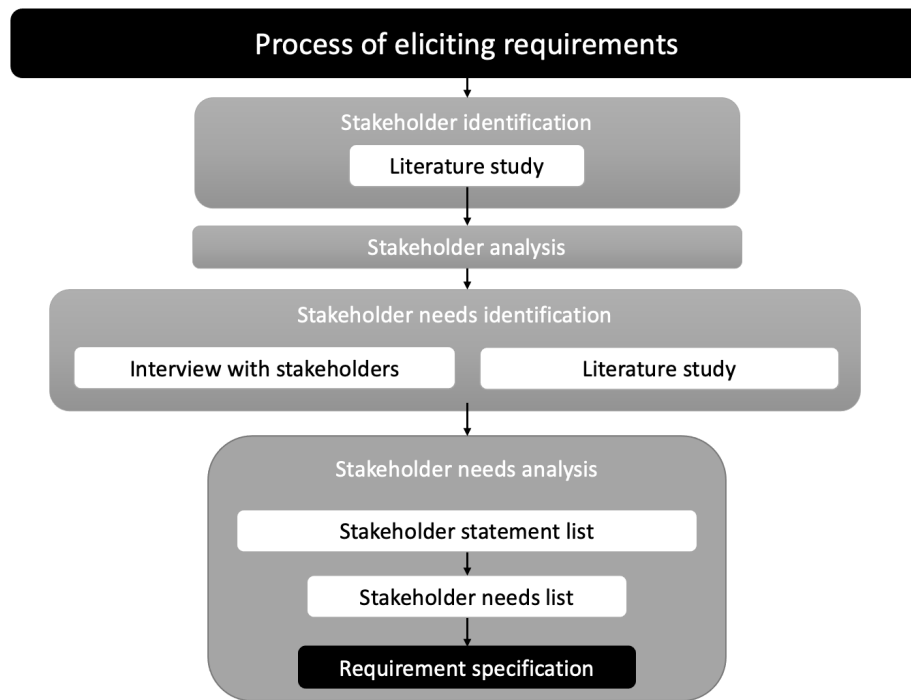 Process of eliciting requirements
Stakeholder identification
Literature study
Stakeholder analysis
Stakeholder needs identification
Interview with stakeholders
Literature study
Stakeholder needs analysis
Stakeholder statement list
Stakeholder needs list
Requirement specification